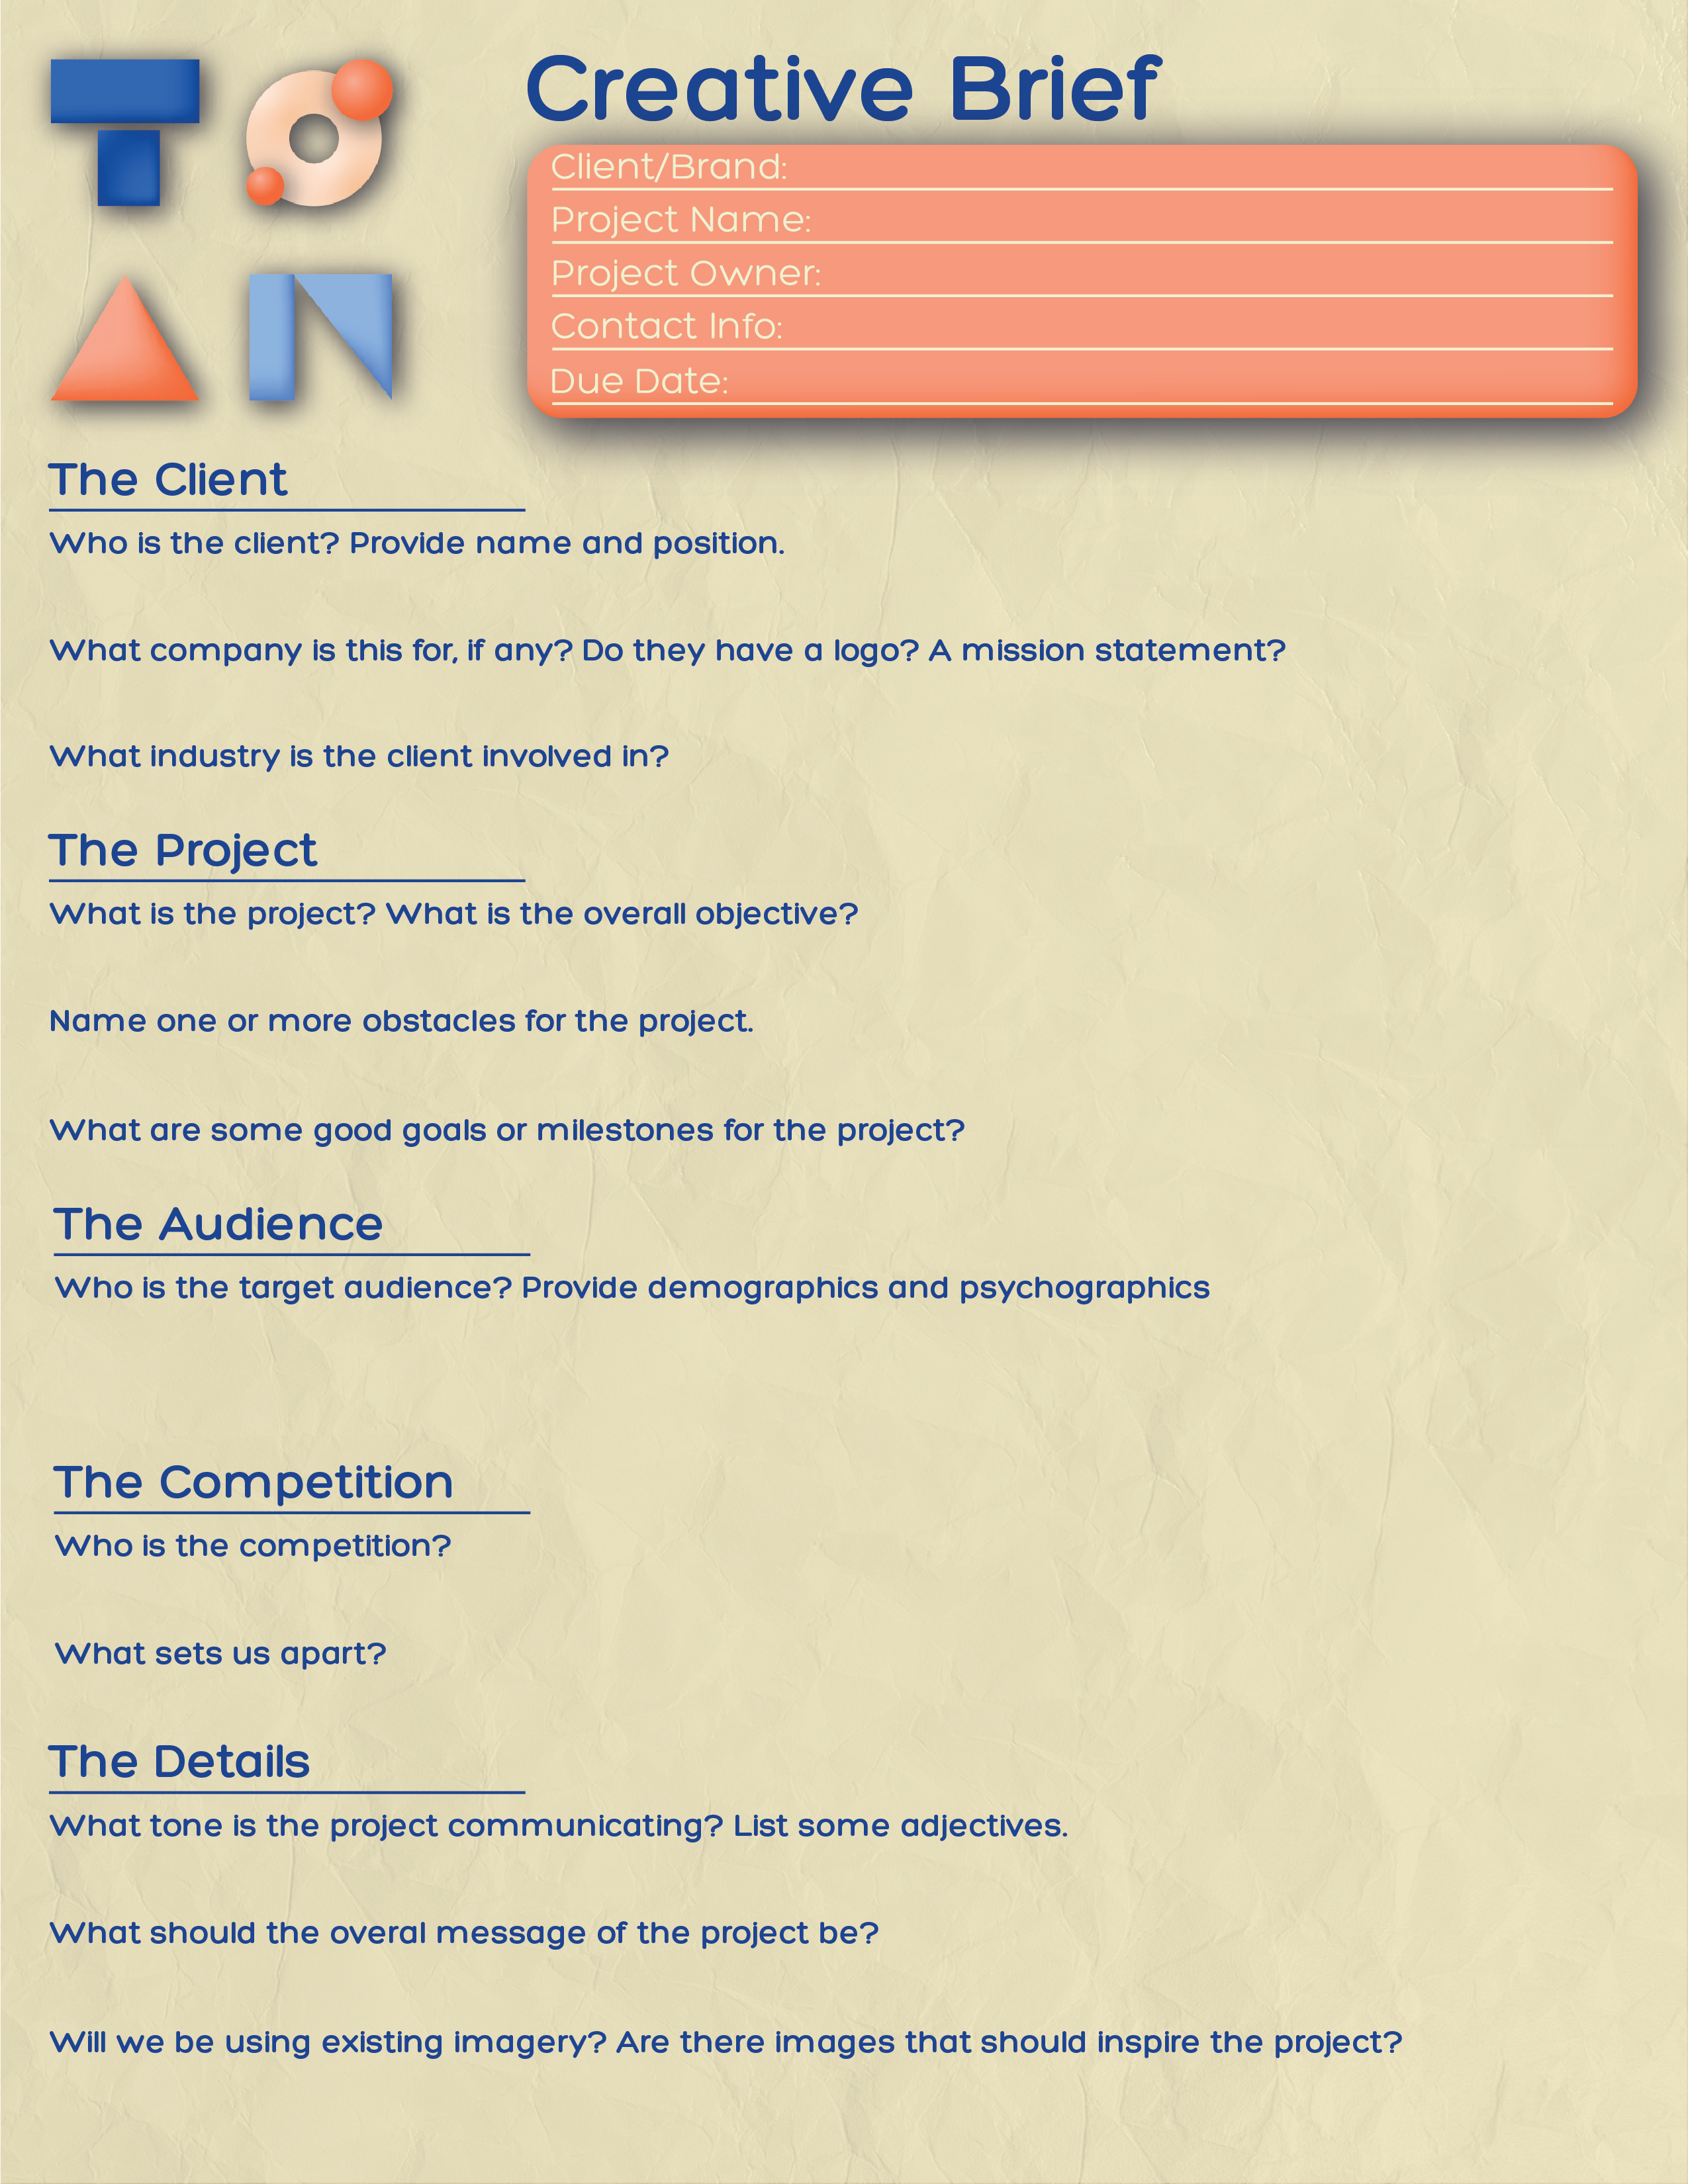 TOAN
Creative Brief
Client/Brand:
Project Name:
Project Owner:
Contact Info:
Due Date:
The Client
Who is the client? Provide name and position.
What company is this for, if any? Do they have a logo? A mission statement?
What industry is the client involved in?
The Project
What is the project? What is the overall objective?
Name one or more obstacles for the project.
What are some good goals or milestones for the project?
The Audience
Who is the target audience? Provide demographics and psychographics
The Competition
Who is the competition?
What sets us apart?
The Details
What tone is the project communicating? List some adjectives.
What should the overal message of the project be?
Will we be using existing imagery? Are there images that should inspire the project?